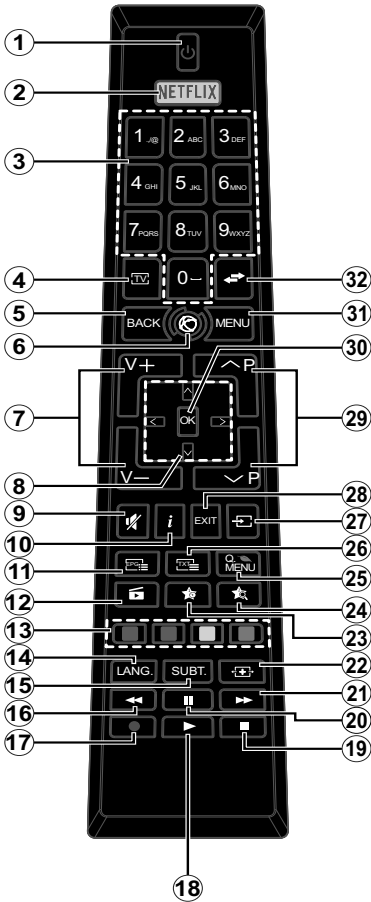 1
2 NETFLIX
1 ./@ 2 ABC 3 DEF
3
4 GHI 5 JKL 6 MNO
7 PQRS 8 TUV 9 WXYZ
4 TV 0 32
5 BACK MENU 31
6
30
V+ P
7 OK 29
8 V– P
28
9 i EXIT 27
10
26
11 EPG TXT Q. MENU 25
12 24
23
13
14 LANG. SUBT. 22
15
21
16 20
17 19
18